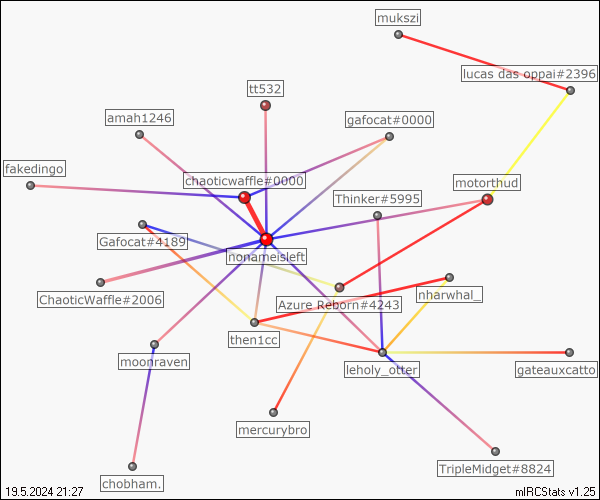 mukszi
lucas das oppai#2396
tt532
amah1246
gafocat#0000
fakedingo
chaoticwaffle#0000
motorthud
Thinker#5995
Gafocat#4189
nonameisleft
ChaoticWaffle#2006
Azure Reborn#4243
nharwhal_
then1cc
moonraven
leholy_otter
gateauxcatto
mercurybro
TripleMidget#8824
chobham.
19.5.2024 21:27
mIRCStats v1.25